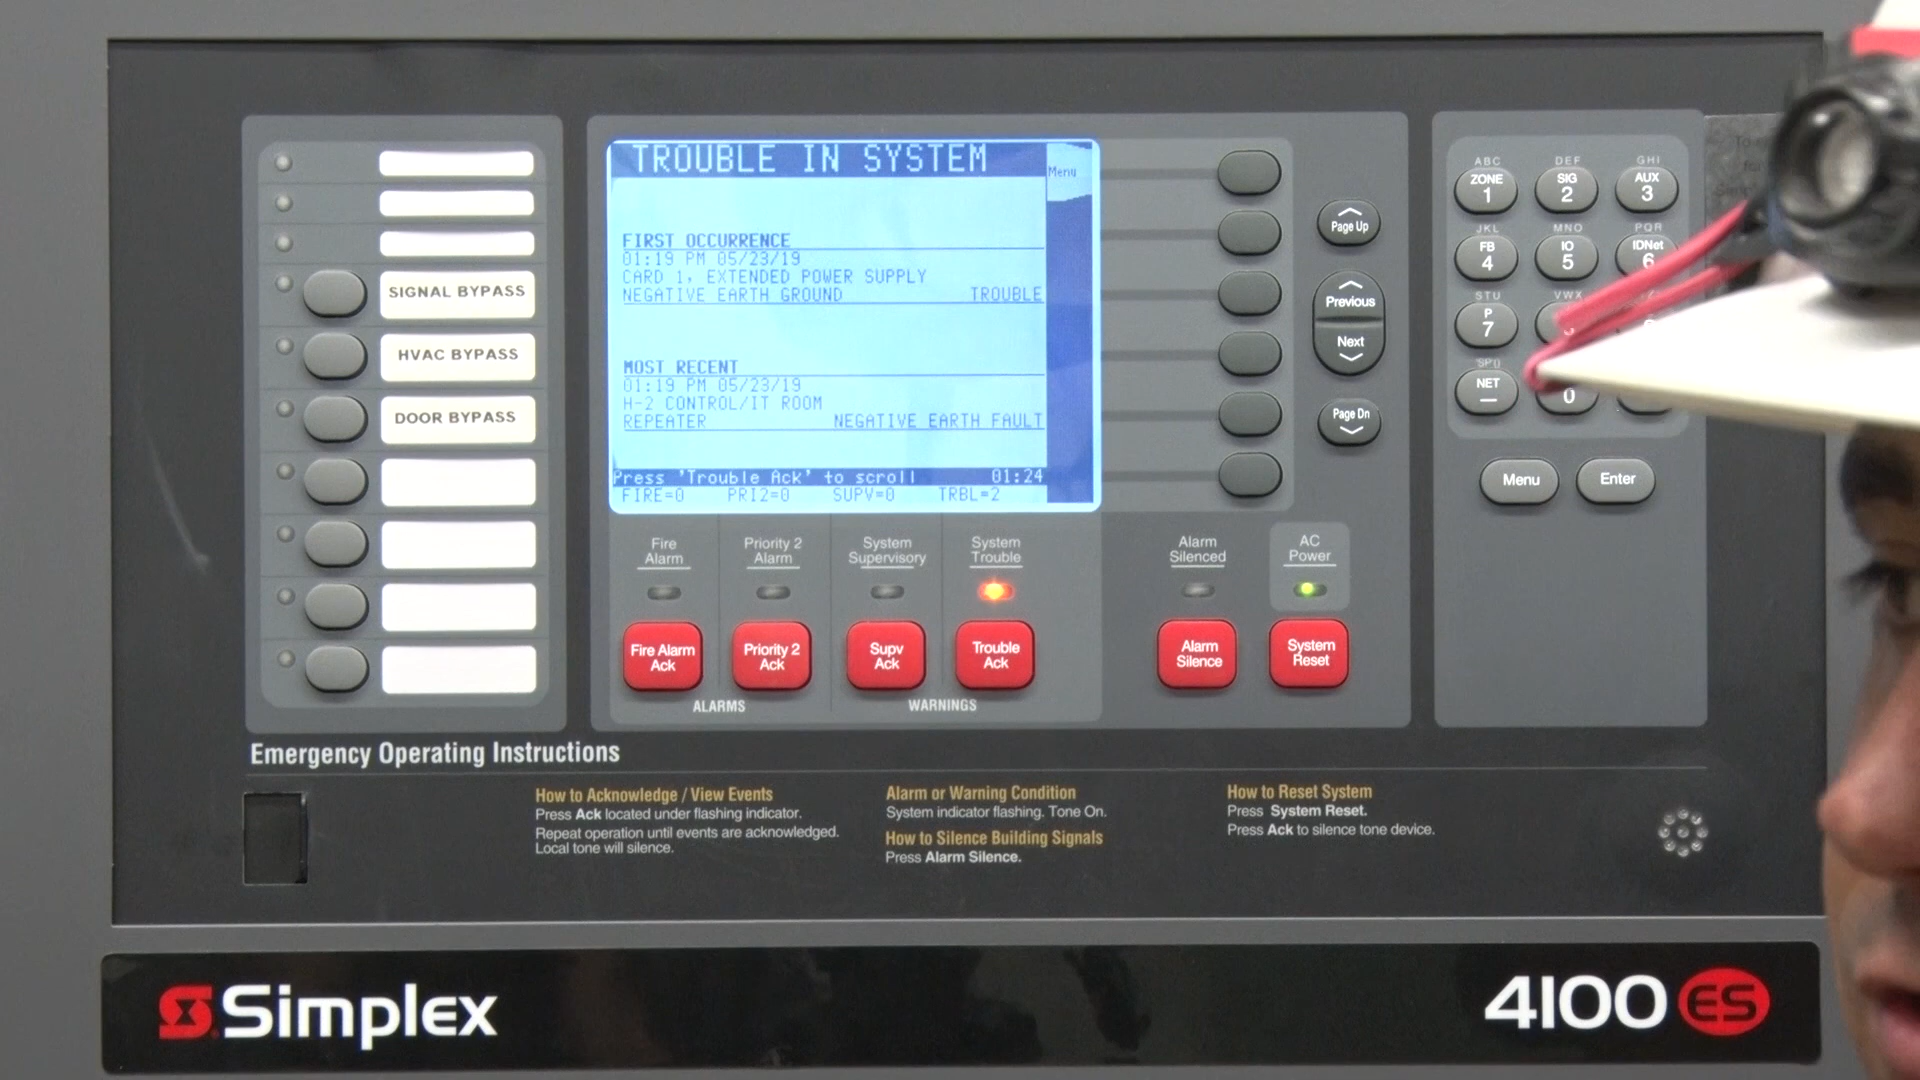 SIGNAL BYPASS
HVAC BYPASS
DOOR BYPASS
TROUBLE IN SYSTEM
Menu
FIRST OCCURRENCE
01:19 PM 05/23/19
CARD 1, EXTENDED POWER SUPPLY
NEGATIVE EARTH GROUND TROUBLE
MOST RECENT
01:19 PM 05/23/19
H-2 CONTROL/IT ROOM
REPEATER NEGATIVE EARTH FAULT
Press 'Trouble Ack' to scroll 01:24
FIRE=0 PRI2=0 SUPV=0 TRBL=2
Page Up
Previous
Next
Page Dn
ABC DEF GHI
ZONE SIG AUX
1 2 3
JKL MNO PQR
FB IO IDNet
4 5 6
STU VWX
P
7
NET
— 0
Menu Enter
Fire Alarm
Priority 2 Alarm
System Supervisory
System Trouble
Alarm Silenced
AC Power
Fire Alarm Ack
Priority 2 Ack
Supv Ack
Trouble Ack
Alarm Silence
System Reset
ALARMS WARNINGS
Emergency Operating Instructions
How to Acknowledge / View Events
Press Ack located under flashing indicator.
Repeat operation until events are acknowledged.
Local tone will silence.
Alarm or Warning Condition
System indicator flashing. Tone On.
How to Silence Building Signals
Press Alarm Silence.
How to Reset System
Press System Reset.
Press Ack to silence tone device.
Simplex
4100 ES